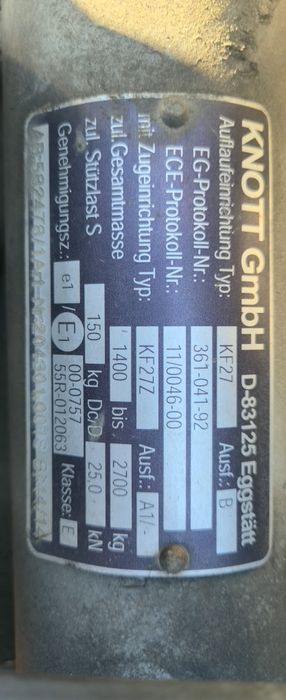 KNOTT GmbH D-83125 Eggstätt
Auflaufeinrichtung Typ: KF27 Ausf.: B
EG-Protokoll-Nr.: 361-041-92
ECE-Protokoll-Nr.: 11/0046-00
mit Zugeinrichtung Typ: KF27Z Ausf.: A1/-
zul. Gesamtmasse 1400 bis 2700 kg
zul. Stützlast S 150 kg Dc/D 25,0 kN
Genehmigungsz.: e1 / E1 00-0757 Klasse: E
55R-012063